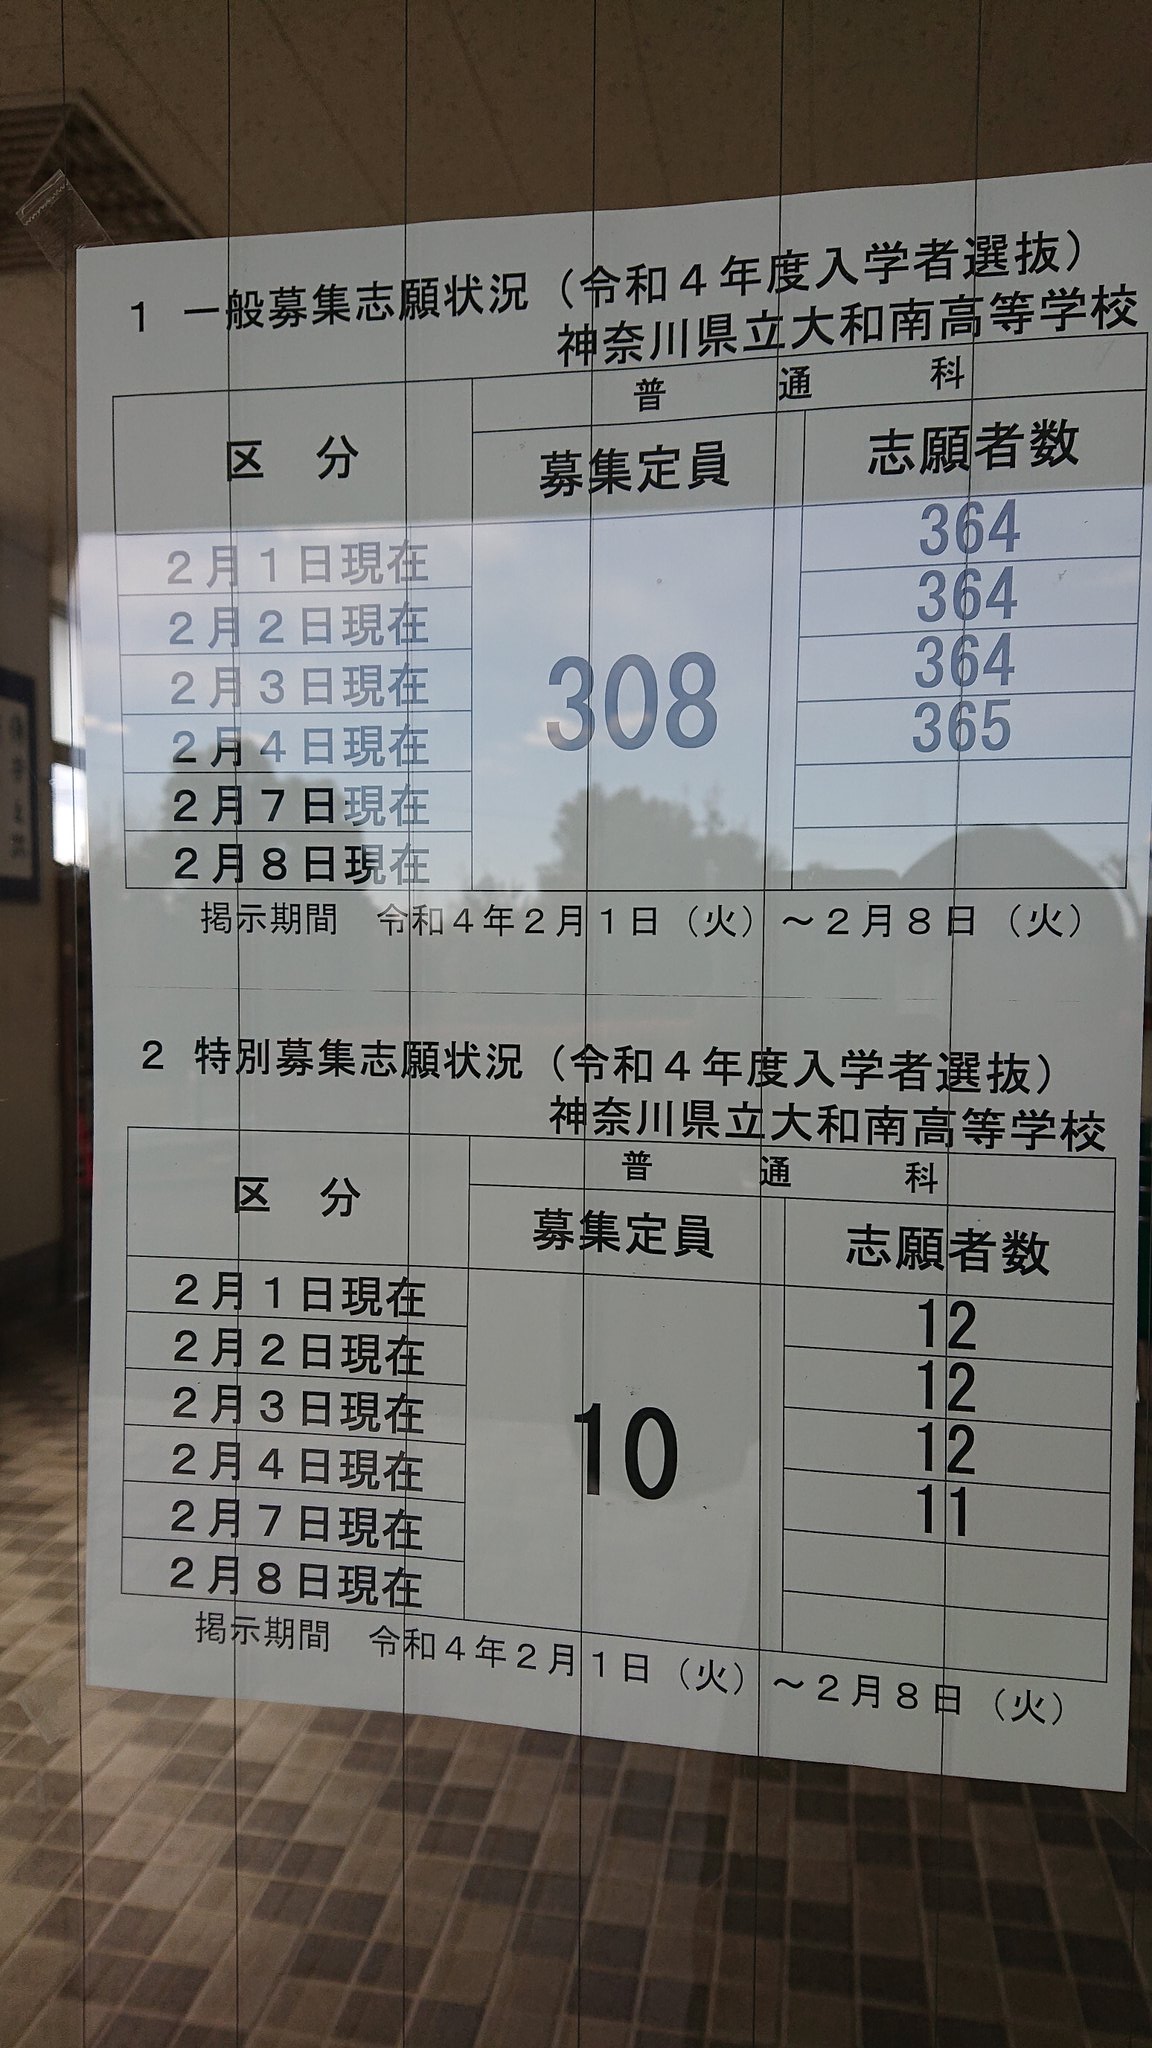 1 一般募集志願状況（令和４年度入学者選抜）
神奈川県立大和南高等学校
区 分
普 通 科
募集定員
志願者数
２月１日現在
308
364
２月２日現在
364
２月３日現在
364
２月４日現在
365
２月７日現在
２月８日現在
掲示期間 令和４年２月１日（火）～２月８日（火）
2 特別募集志願状況（令和４年度入学者選抜）
神奈川県立大和南高等学校
区 分
普 通 科
募集定員
志願者数
２月１日現在
10
12
２月２日現在
12
２月３日現在
12
２月４日現在
11
２月７日現在
２月８日現在
掲示期間 令和４年２月１日（火）～２月８日（火）